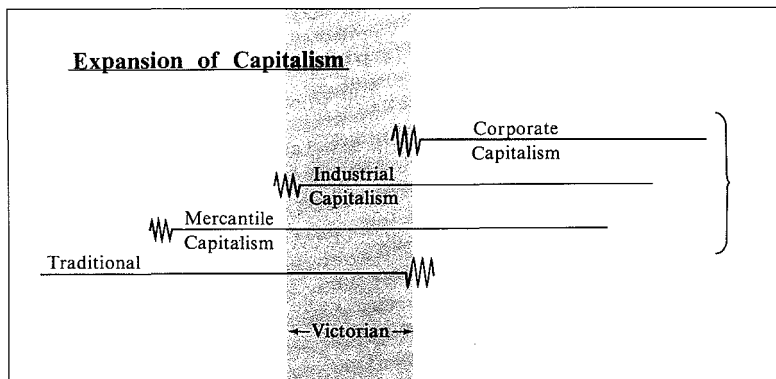 Expansion of Capitalism
Corporate
Capitalism
Industrial
Capitalism
Mercantile
Capitalism
Traditional
Victorian